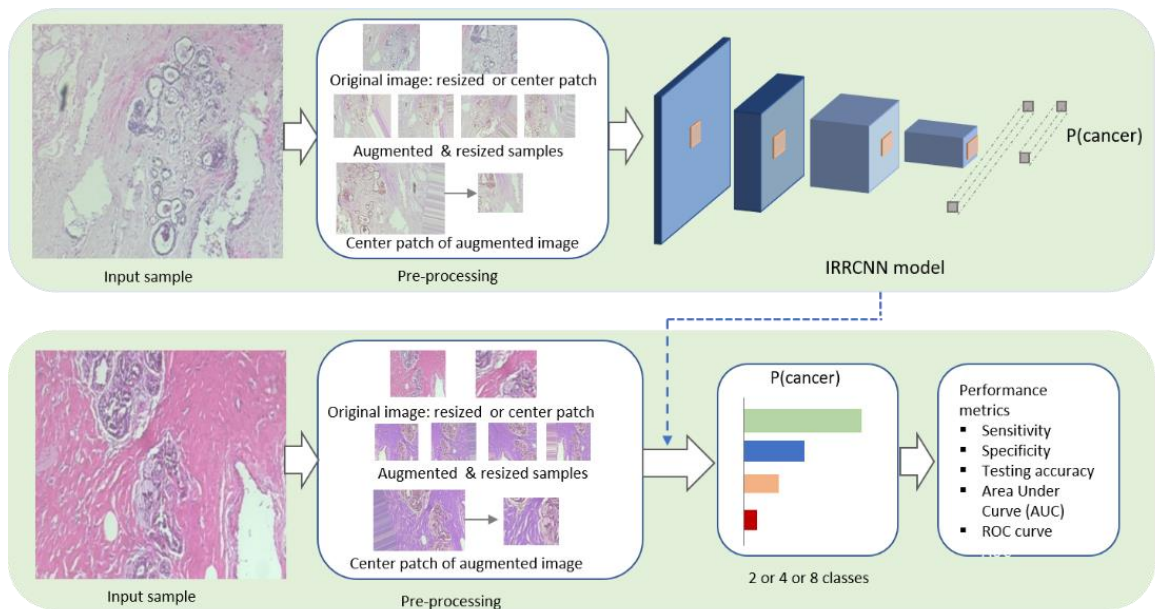 Original image: resized or center patch
Augmented & resized samples
Center patch of augmented image
Input sample
Pre-processing
P(cancer)
IRRCNN model
Original image: resized or center patch
Augmented & resized samples
Center patch of augmented image
Input sample
Pre-processing
P(cancer)
2 or 4 or 8 classes
Performance
metrics
▪ Sensitivity
▪ Specificity
▪ Testing accuracy
▪ Area Under
Curve (AUC)
▪ ROC curve